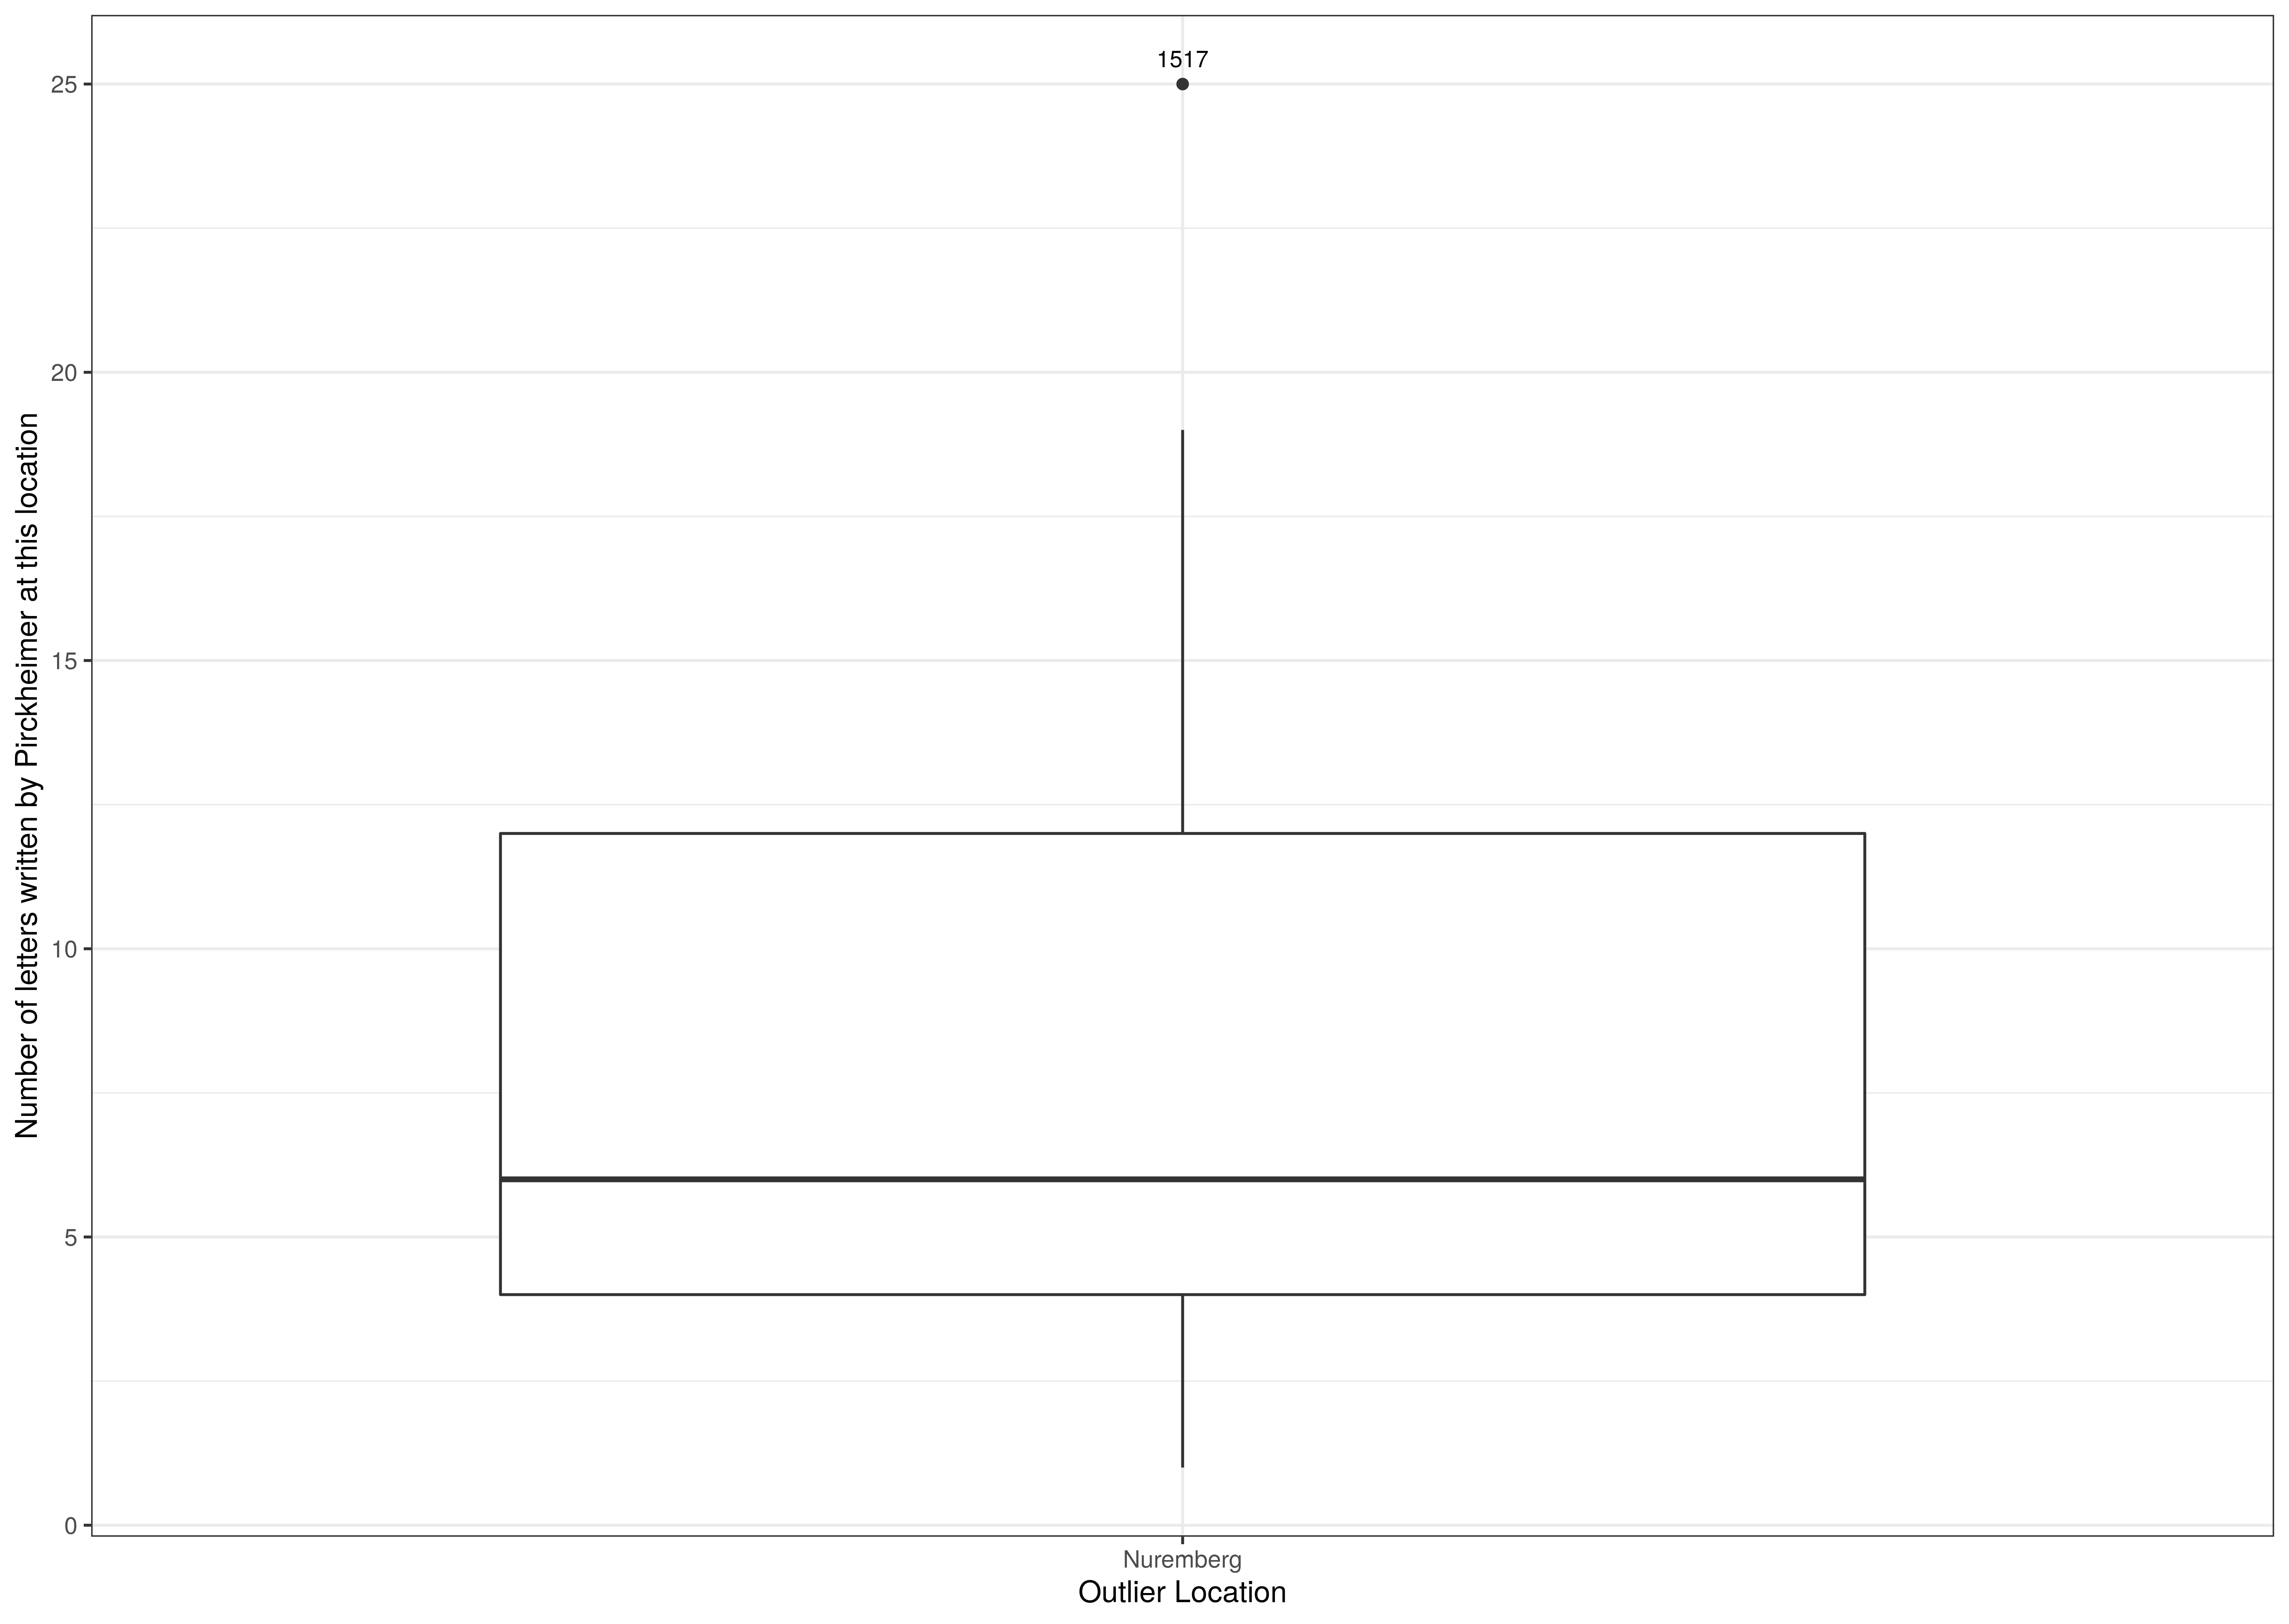 1517
25
20
15
10
5
0
Number of letters written by Pirckheimer at this location
Nuremberg
Outlier Location